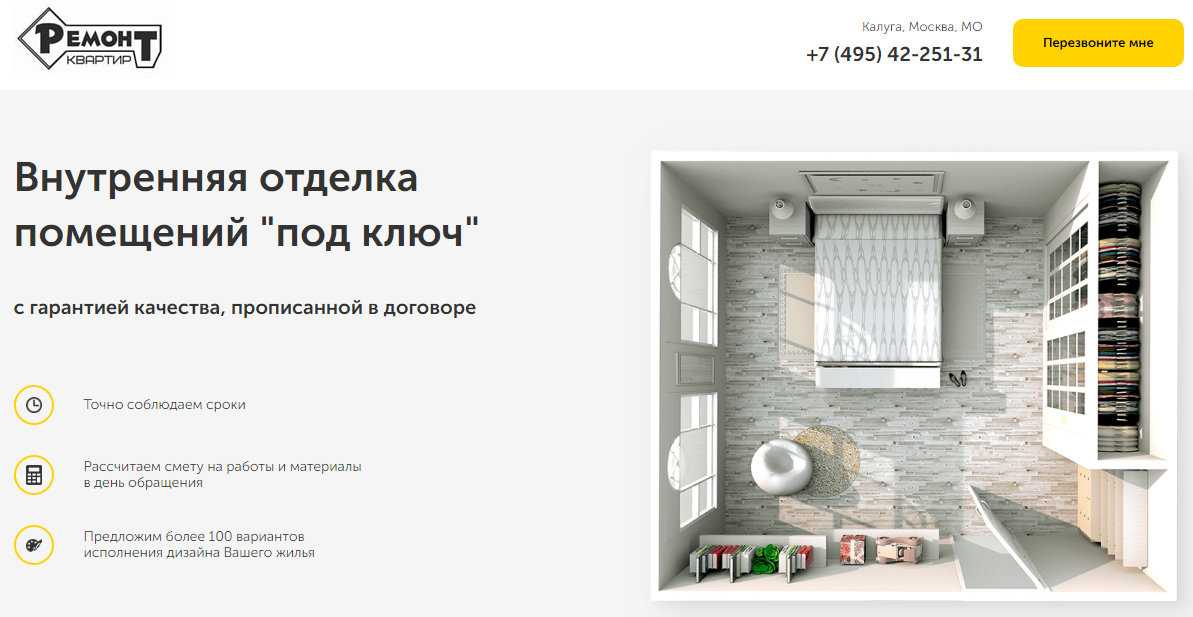 РЕМОНТ
КВАРТИР
Калуга, Москва, МО
+7 (495) 42-251-31
Перезвоните мне
Внутренняя отделка
помещений "под ключ"
с гарантией качества, прописанной в договоре
Точно соблюдаем сроки
Рассчитаем смету на работы и материалы
в день обращения
Предложим более 100 вариантов
исполнения дизайна Вашего жилья